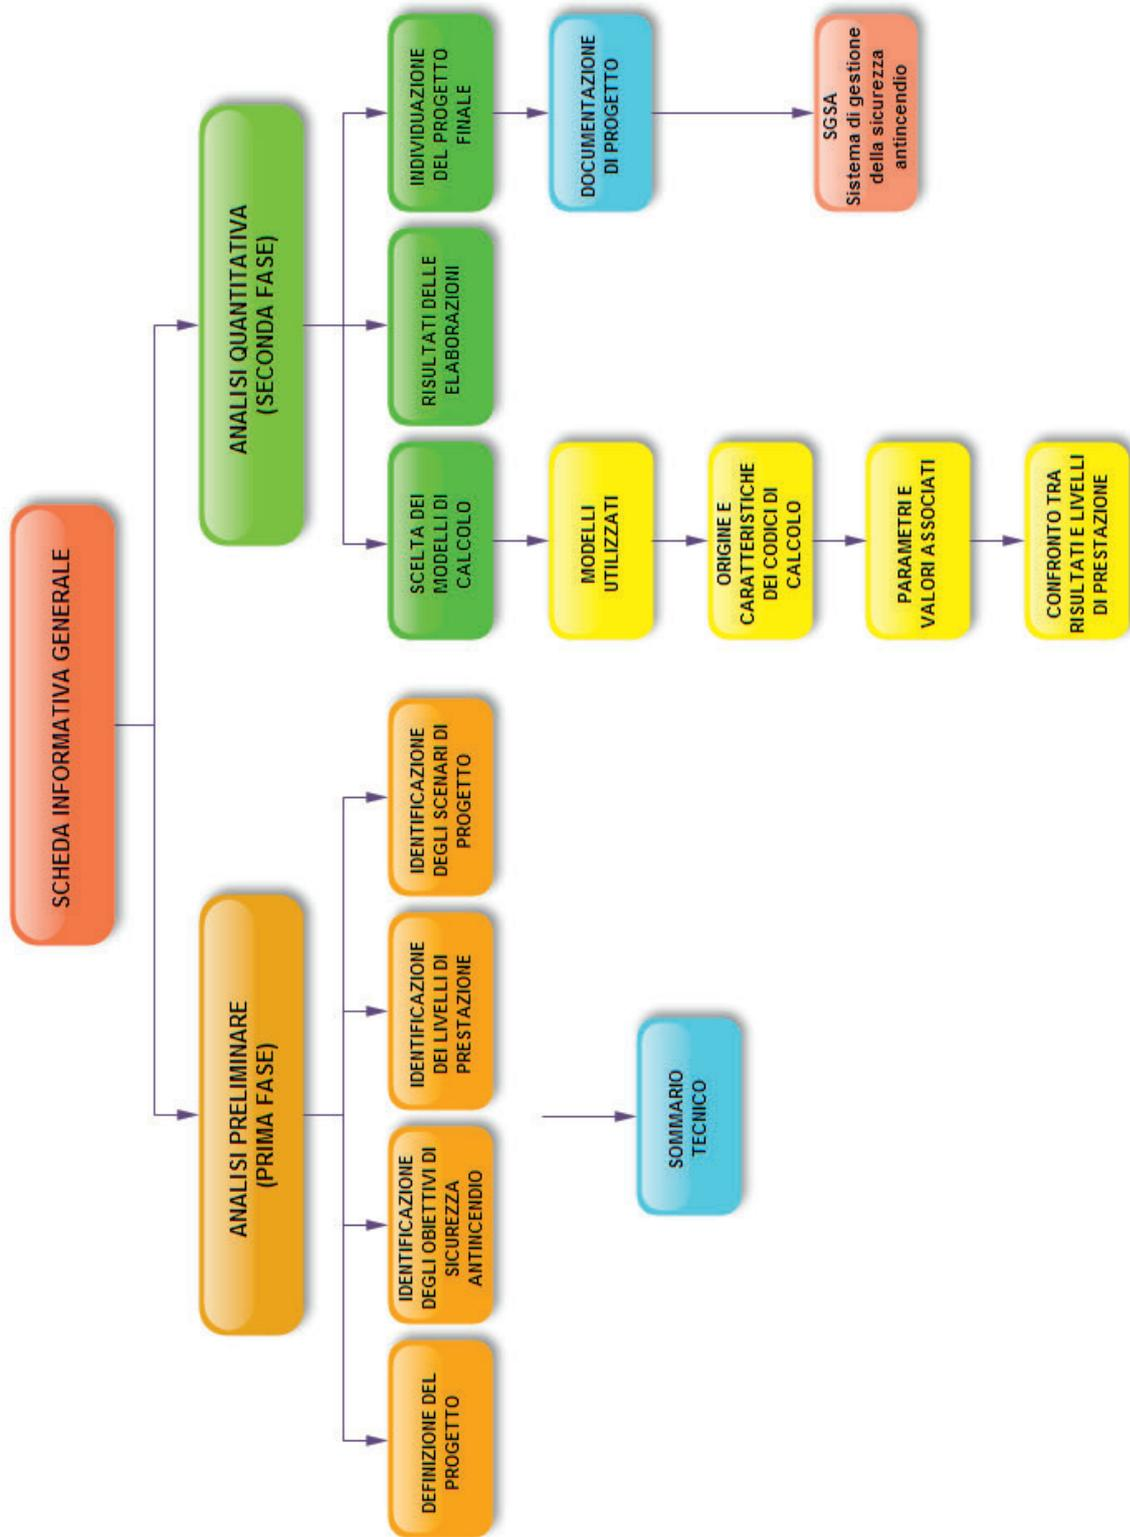 SCHEDA INFORMATIVA GENERALE
ANALISI PRELIMINARE
(PRIMA FASE)
ANALISI QUANTITATIVA
(SECONDA FASE)
DEFINIZIONE DEL
PROGETTO
IDENTIFICAZIONE
DEGLI OBIETTIVI DI
SICUREZZA
ANTINCENDIO
IDENTIFICAZIONE
DEI LIVELLI DI
PRESTAZIONE
IDENTIFICAZIONE
DEGLI SCENARI DI
PROGETTO
SCELTA DEI
MODELLI DI
CALCOLO
RISULTATI DELLE
ELABORAZIONI
INDIVIDUAZIONE
DEL PROGETTO
FINALE
SOMMARIO
TECNICO
MODELLI
UTILIZZATI
ORIGINE E
CARATTERISTICHE
DEI CODICI DI
CALCOLO
PARAMETRI E
VALORI ASSOCIATI
CONFRONTO TRA
RISULTATI E LIVELLI
DI PRESTAZIONE
DOCUMENTAZIONE
DI PROGETTO
SGSA
Sistema di gestione
della sicurezza
antincendio